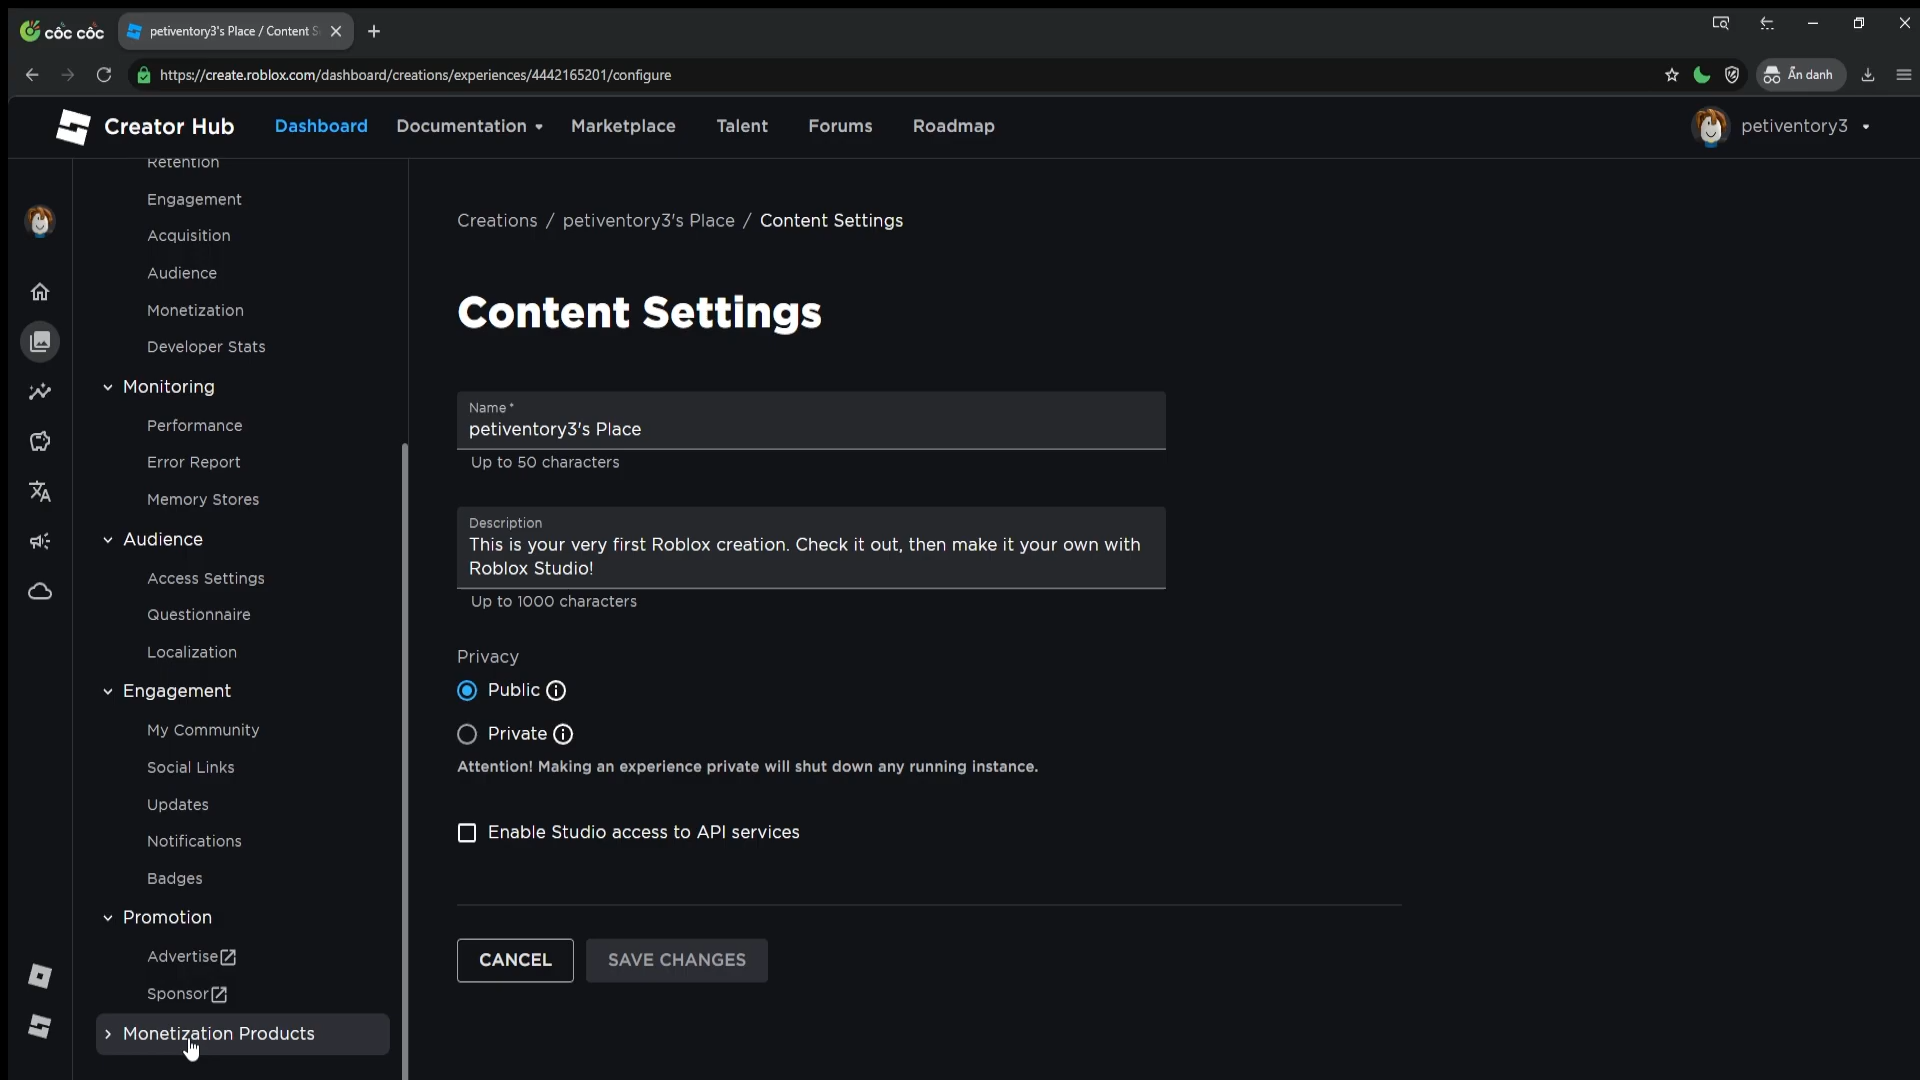 cốc cốc
petiventory3's Place / Content S
https://create.roblox.com/dashboard/creations/experiences/4442165201/configure
Ẩn danh
Creator Hub
Dashboard
Documentation
Marketplace
Talent
Forums
Roadmap
petiventory3
Retention
Engagement
Acquisition
Audience
Monetization
Developer Stats
Monitoring
Performance
Error Report
Memory Stores
Audience
Access Settings
Questionnaire
Localization
Engagement
My Community
Social Links
Updates
Notifications
Badges
Promotion
Advertise
Sponsor
Monetization Products
Creations / petiventory3's Place / Content Settings
Content Settings
Name *
petiventory3's Place
Up to 50 characters
Description
This is your very first Roblox creation. Check it out, then make it your own with
Roblox Studio!
Up to 1000 characters
Privacy
Public
Private
Attention! Making an experience private will shut down any running instance.
Enable Studio access to API services
CANCEL
SAVE CHANGES